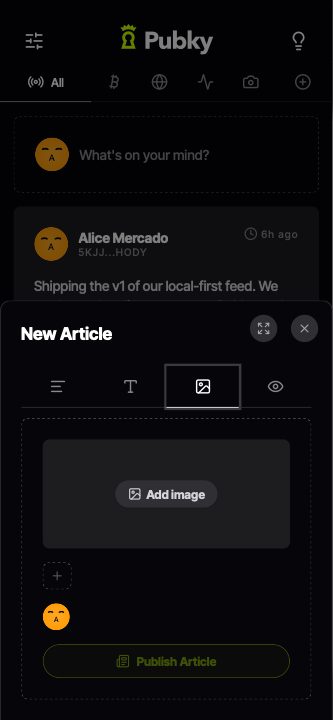 Pubky
All
What's on your mind?
Alice Mercado
6h ago
5KJJ...HODY
Shipping the v1 of our local-first feed. We
New Article
Add image
Publish Article